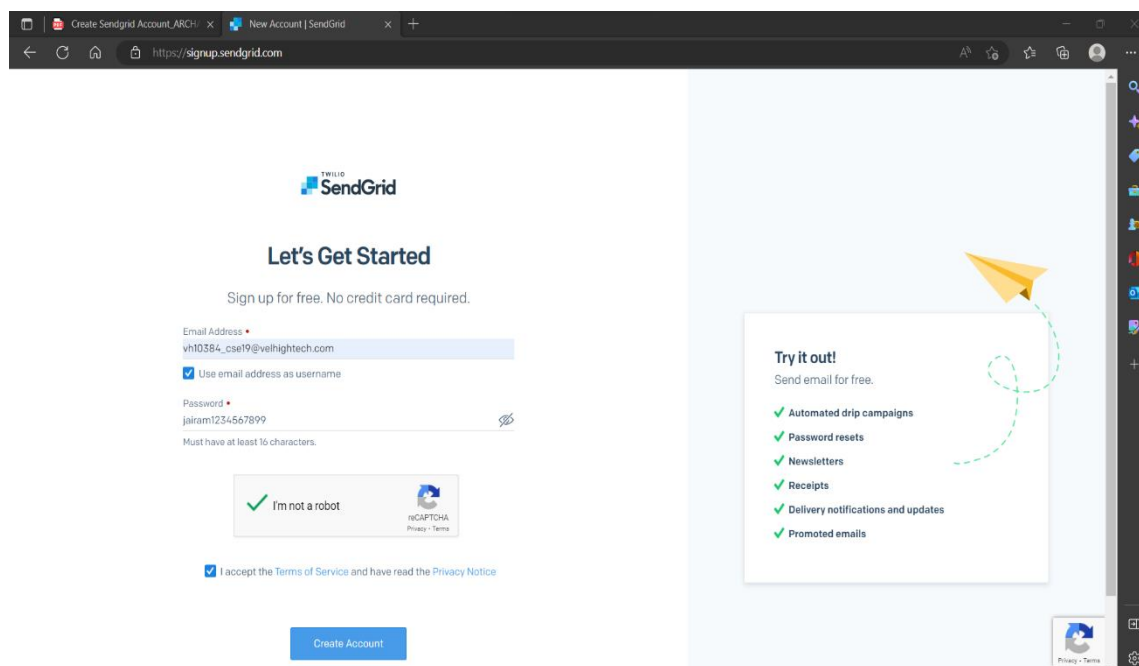 Create Sendgrid Account_ARCH
New Account | SendGrid
https://signup.sendgrid.com
TWILIO
SendGrid
Let's Get Started
Sign up for free. No credit card required.
Email Address
vh10384_cse19@velhightech.com
Use email address as username
Password
jairam1234567899
Must have at least 16 characters.
I'm not a robot
reCAPTCHA
Privacy - Terms
I accept the Terms of Service and have read the Privacy Notice
Create Account
Try it out!
Send email for free.
Automated drip campaigns
Password resets
Newsletters
Receipts
Delivery notifications and updates
Promoted emails
Privacy - Terms